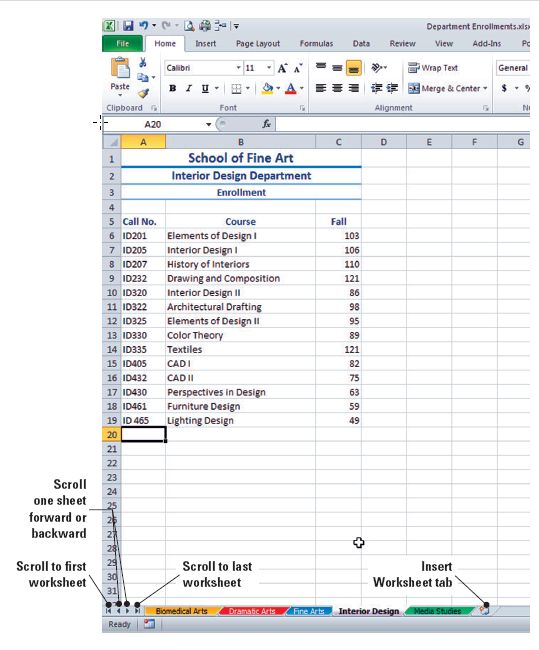 Department Enrollments.xlsx
File Home Insert Page Layout Formulas Data Review View Add-Ins
Calibri 11 A A Wrap Text General
Paste B I U A Merge & Center $ %
Clipboard Font Alignment
A20 fx
A B C D E F G
1 School of Fine Art
2 Interior Design Department
3 Enrollment
4
5 Call No. Course Fall
6 ID201 Elements of Design I 103
7 ID205 Interior Design I 106
8 ID207 History of Interiors 110
9 ID232 Drawing and Composition 121
10 ID320 Interior Design II 86
11 ID322 Architectural Drafting 98
12 ID325 Elements of Design II 95
13 ID330 Color Theory 89
14 ID335 Textiles 121
15 ID405 CAD I 82
16 ID432 CAD II 75
17 ID430 Perspectives in Design 63
18 ID461 Furniture Design 59
19 ID 465 Lighting Design 49
20
21
22
23
24
25
26
27
28
29
30
31
Scroll
one sheet
forward or
backward
Scroll to first
worksheet
Scroll to last
worksheet
Insert
Worksheet tab
Biomedical Arts Dramatic Arts Fine Arts Interior Design Media Studies
Ready